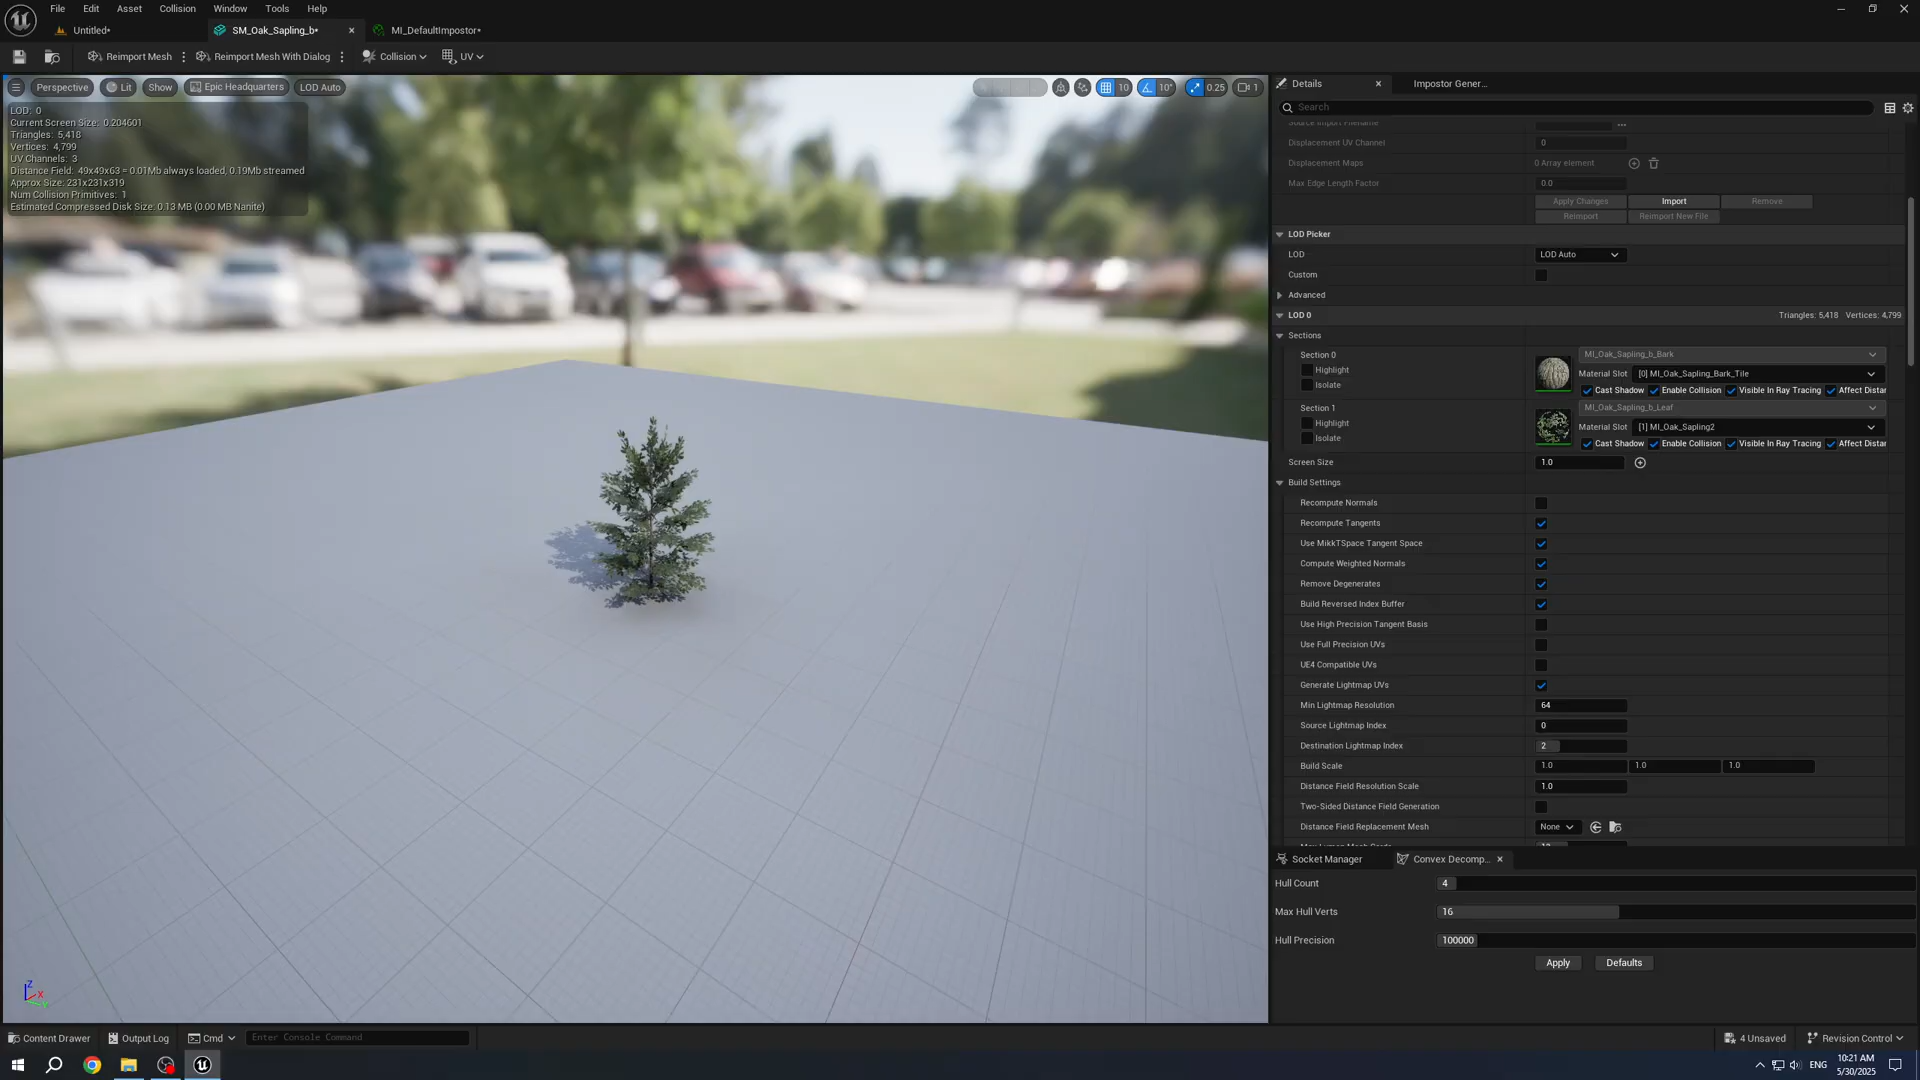 File Edit Asset Collision Window Tools Help
Untitled* SM_Oak_Sapling_b* MI_DefaultImpostor*
Reimport Mesh Reimport Mesh With Dialog Collision UV
Perspective Lit Show Epic Headquarters LOD Auto 10 10° 0.25 1
LOD: 0
Current Screen Size: 0.204601
Triangles: 5,418
Vertices: 4,799
UV Channels: 3
Distance Field: 49x49x63 = 0.01Mb always loaded, 0.19Mb streamed
Approx Size: 231x231x319
Num Collision Primitives: 1
Estimated Compressed Disk Size: 0.13 MB (0.00 MB Nanite)
Details Impostor Gener...
Search
Source Import Filename
Displacement UV Channel 0
Displacement Maps 0 Array element
Max Edge Length Factor 0.0
Apply Changes Import Remove
Reimport Reimport New File
LOD Picker
LOD LOD Auto
Custom
Advanced
LOD 0 Triangles: 5,418 Vertices: 4,799
Sections
Section 0 MI_Oak_Sapling_b_Bark
Highlight Material Slot [0] MI_Oak_Sapling_Bark_Tile
Isolate Cast Shadow Enable Collision Visible In Ray Tracing Affect Distar
Section 1 MI_Oak_Sapling_b_Leaf
Highlight Material Slot [1] MI_Oak_Sapling2
Isolate Cast Shadow Enable Collision Visible In Ray Tracing Affect Distar
Screen Size 1.0
Build Settings
Recompute Normals
Recompute Tangents
Use MikkTSpace Tangent Space
Compute Weighted Normals
Remove Degenerates
Build Reversed Index Buffer
Use High Precision Tangent Basis
Use Full Precision UVs
UE4 Compatible UVs
Generate Lightmap UVs
Min Lightmap Resolution 64
Source Lightmap Index 0
Destination Lightmap Index 2
Build Scale 1.0 1.0 1.0
Distance Field Resolution Scale 1.0
Two-Sided Distance Field Generation
Distance Field Replacement Mesh None
Socket Manager Convex Decomp...
Hull Count 4
Max Hull Verts 16
Hull Precision 100000
Apply Defaults
Z
X
Y
Content Drawer Output Log Cmd Enter Console Command 4 Unsaved Revision Control
ENG 10:21 AM
5/30/2025